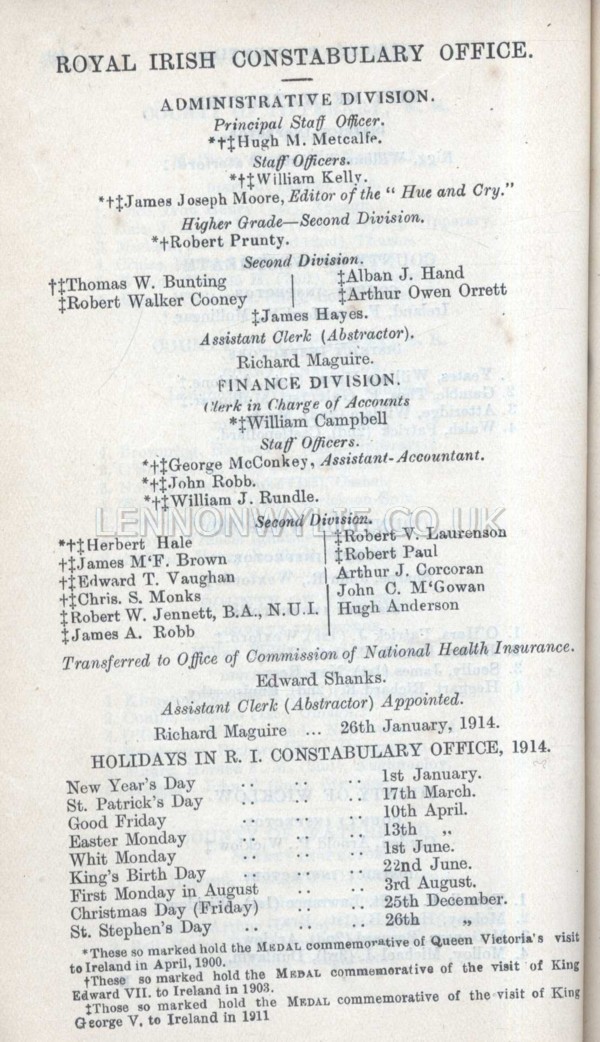 ROYAL IRISH CONSTABULARY OFFICE.
ADMINISTRATIVE DIVISION.
Principal Staff Officer.
*†‡Hugh M. Metcalfe.
Staff Officers.
*†‡William Kelly.
*†‡James Joseph Moore, Editor of the "Hue and Cry."
Higher Grade—Second Division.
*†Robert Prunty.
Second Division.
†‡Thomas W. Bunting
‡Robert Walker Cooney
‡Alban J. Hand
‡Arthur Owen Orrett
‡James Hayes.
Assistant Clerk (Abstractor).
Richard Maguire.
FINANCE DIVISION.
Clerk in Charge of Accounts
*‡William Campbell
Staff Officers.
*†‡George McConkey, Assistant-Accountant.
*†‡John Robb.
*†‡William J. Rundle.
LENNONWYLIE.CO.UK
Second Division.
*†‡Herbert Hale
†‡James M'F. Brown
†‡Edward T. Vaughan
†‡Chris. S. Monks
‡Robert W. Jennett, B.A., N.U.I.
‡James A. Robb
‡Robert V. Laurenson
‡Robert Paul
Arthur J. Corcoran
John C. M'Gowan
Hugh Anderson
Transferred to Office of Commission of National Health Insurance.
Edward Shanks.
Assistant Clerk (Abstractor) Appointed.
Richard Maguire ... 26th January, 1914.
HOLIDAYS IN R. I. CONSTABULARY OFFICE, 1914.
New Year's Day .. .. .. 1st January.
St. Patrick's Day .. .. .. 17th March.
Good Friday .. .. .. 10th April.
Easter Monday .. .. .. 13th „
Whit Monday .. .. .. 1st June.
King's Birth Day .. .. .. 22nd June.
First Monday in August .. .. 3rd August.
Christmas Day (Friday) .. .. 25th December.
St. Stephen's Day .. .. .. 26th „
*These so marked hold the MEDAL commemorative of Queen Victoria's visit
to Ireland in April, 1900.
†These so marked hold the MEDAL commemorative of the visit of King
Edward VII. to Ireland in 1903.
‡Those so marked hold the MEDAL commemorative of the visit of King
George V. to Ireland in 1911